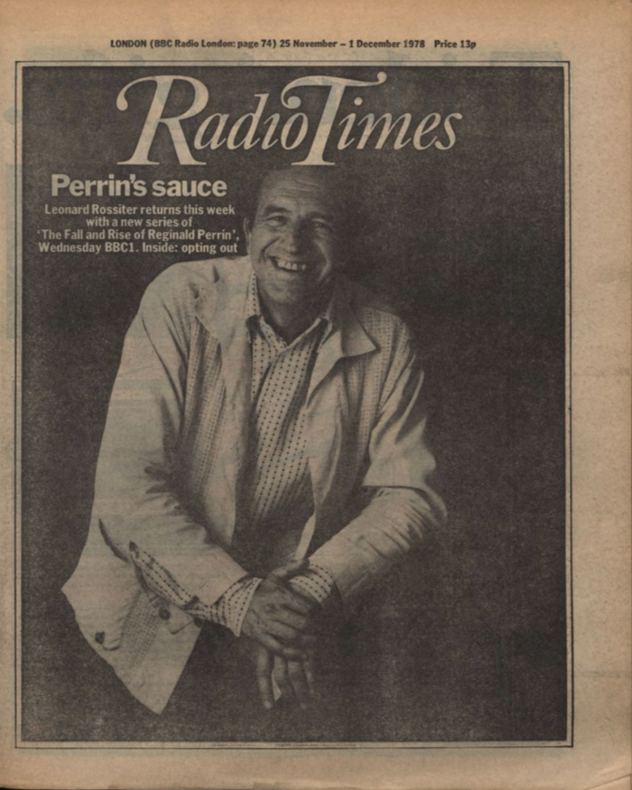 LONDON (BBC Radio London: page 74) 25 November – 1 December 1978 Price 13p
RadioTimes
Perrin's sauce
Leonard Rossiter returns this week
with a new series of
'The Fall and Rise of Reginald Perrin',
Wednesday BBC1. Inside: opting out